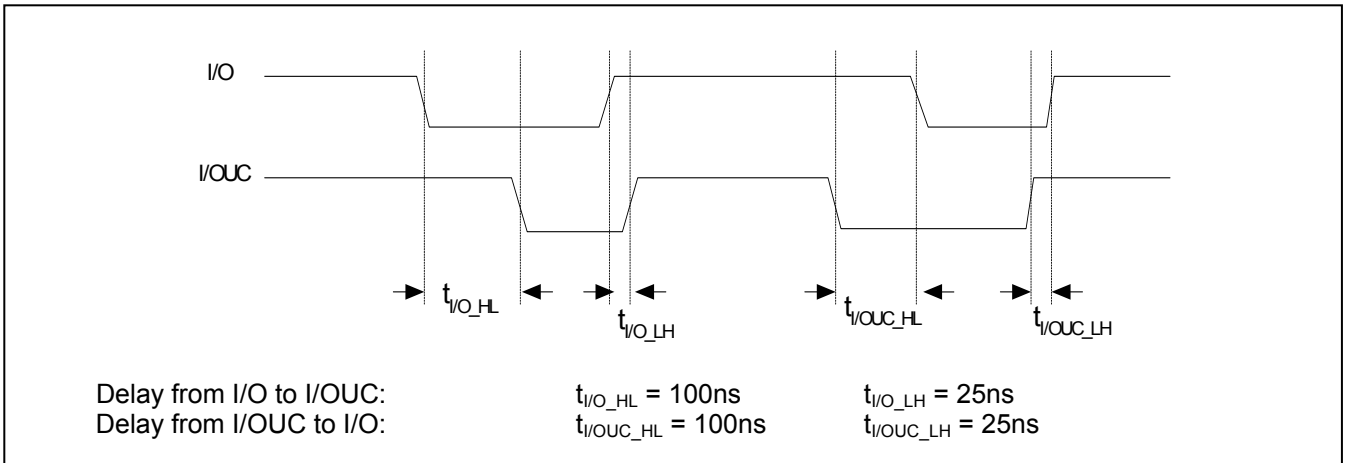 I/O
I/OUC
tI/O_HL
tI/O_LH
tI/OUC_HL
tI/OUC_LH
Delay from I/O to I/OUC: tI/O_HL = 100ns tI/O_LH = 25ns
Delay from I/OUC to I/O: tI/OUC_HL = 100ns tI/OUC_LH = 25ns